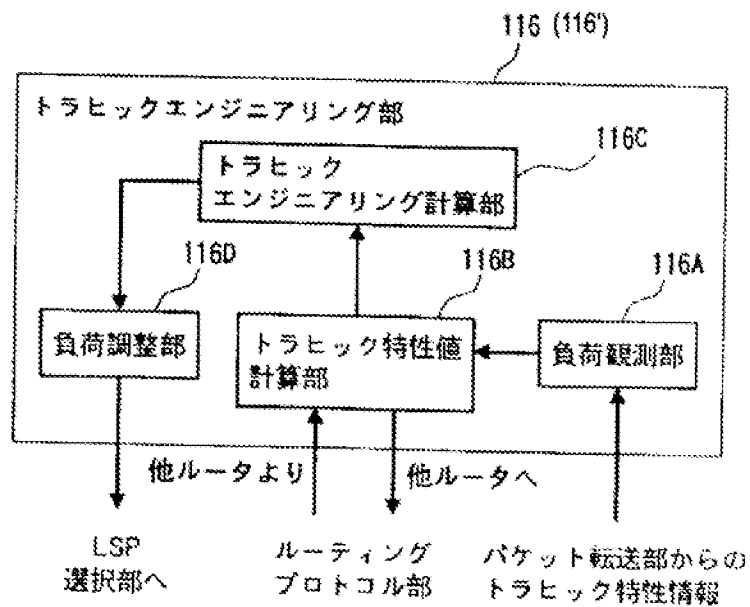 116 (116')
トラヒックエンジニアリング部
116C
トラヒック
エンジニアリング計算部
116D
116B
116A
負荷調整部
トラヒック特性値
計算部
負荷観測部
他ルータより
他ルータへ
LSP
選択部へ
ルーティング
プロトコル部
パケット転送部からの
トラヒック特性情報